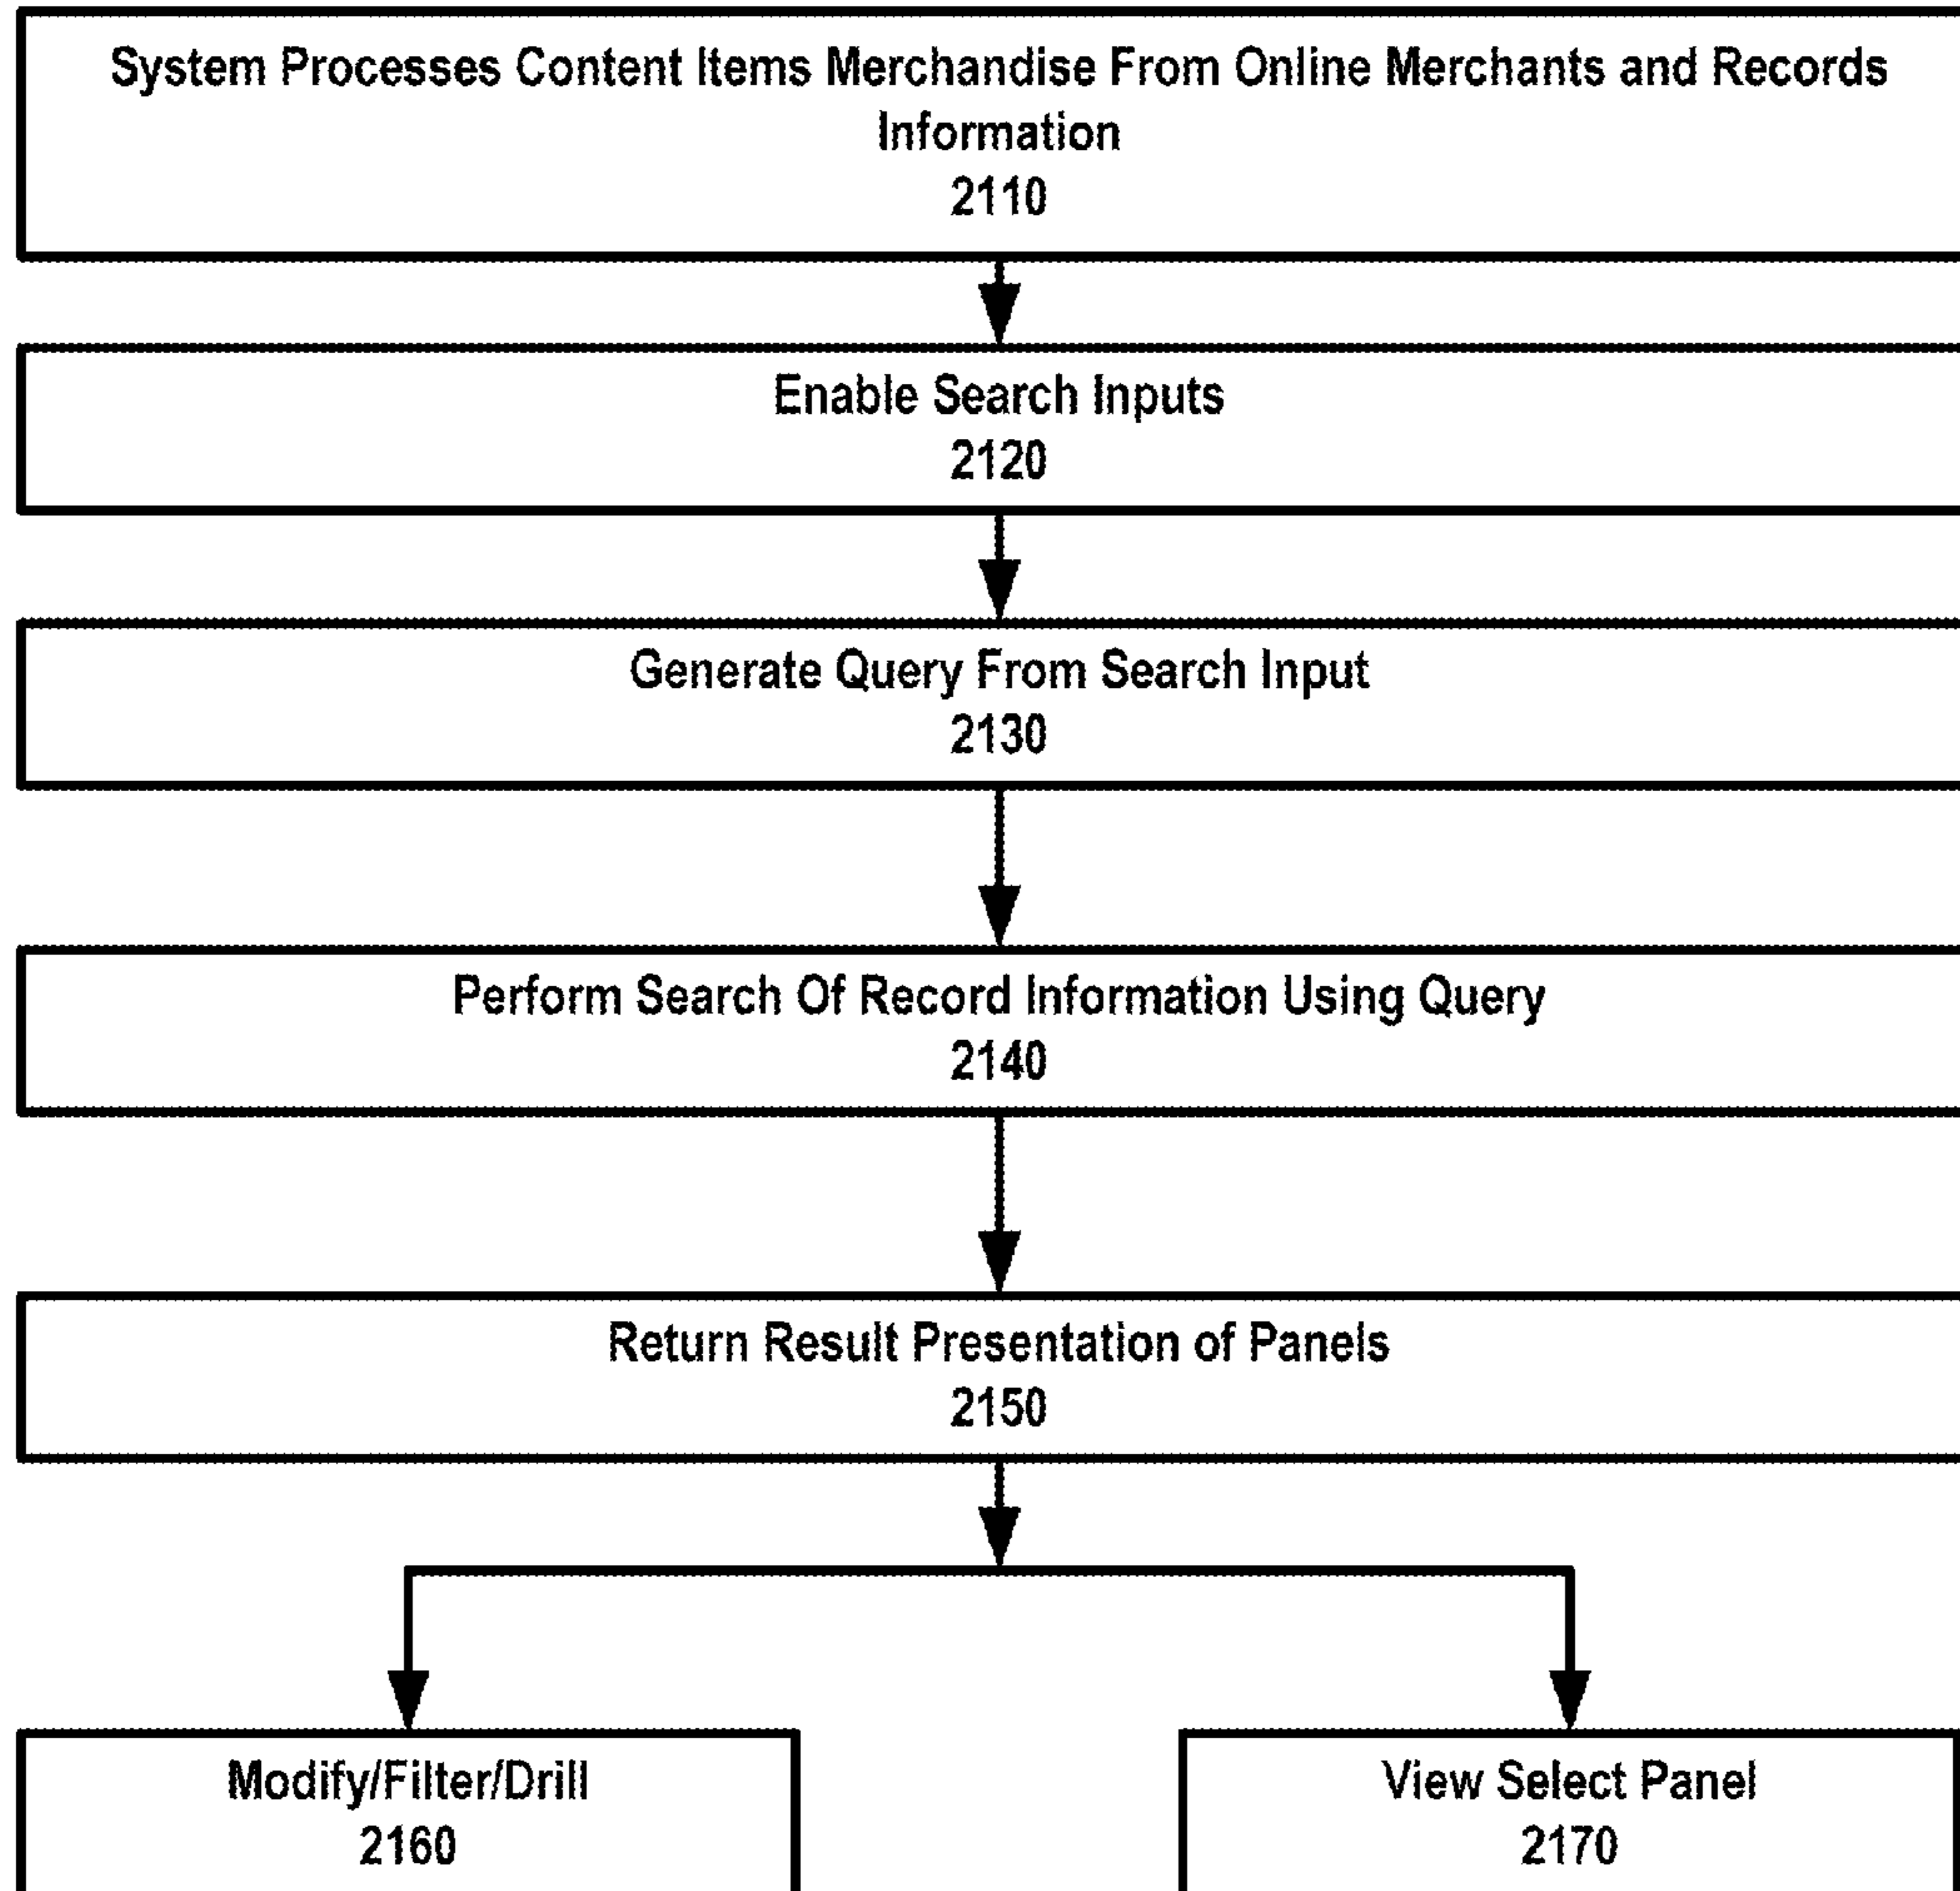 System Processes Content Items Merchandise From Online Merchants and Records
Information
2110
Enable Search Inputs
2120
Generate Query From Search Input
2130
Perform Search Of Record Information Using Query
2140
Return Result Presentation of Panels
2150
Modify/Filter/Drill
2160
View Select Panel
2170